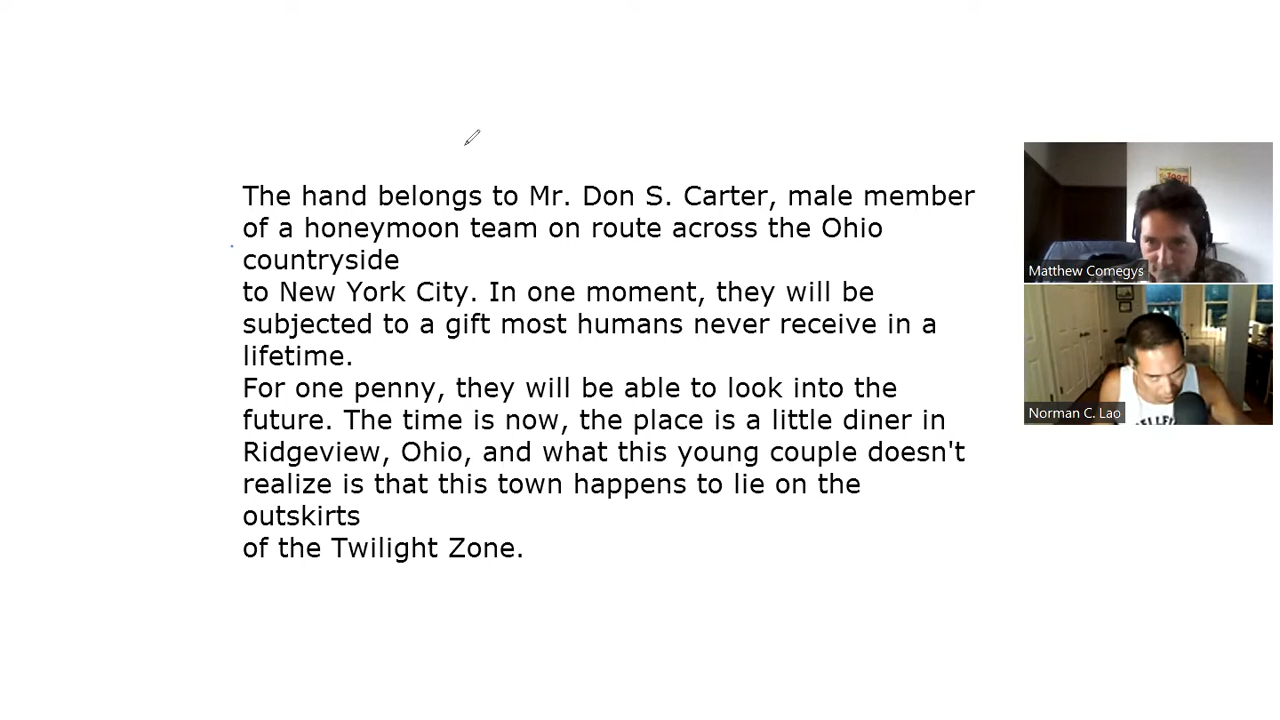 The hand belongs to Mr. Don S. Carter, male member
of a honeymoon team on route across the Ohio
countryside
to New York City. In one moment, they will be
subjected to a gift most humans never receive in a
lifetime.
For one penny, they will be able to look into the
future. The time is now, the place is a little diner in
Ridgeview, Ohio, and what this young couple doesn't
realize is that this town happens to lie on the
outskirts
of the Twilight Zone.
Matthew Comegys
Norman C. Lao